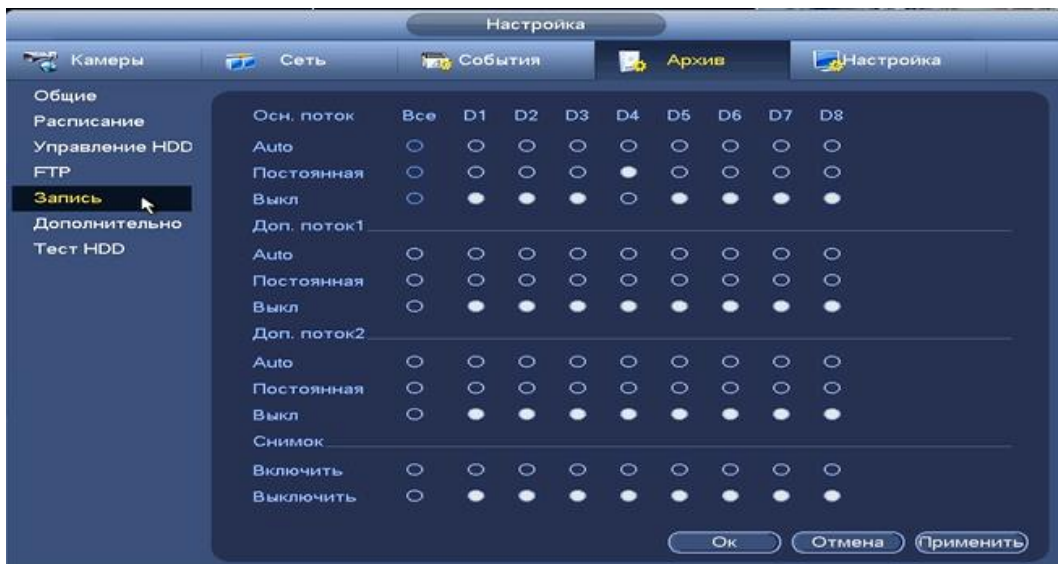 Настройка
Камеры Сеть События Архив Настройка
Общие
Расписание
Управление HDD
FTP
Запись
Дополнительно
Тест HDD
Осн. поток Все D1 D2 D3 D4 D5 D6 D7 D8
Auto
Постоянная
Выкл
Доп. поток1
Auto
Постоянная
Выкл
Доп. поток2
Auto
Постоянная
Выкл
Снимок
Включить
Выключить
Ок Отмена Применить